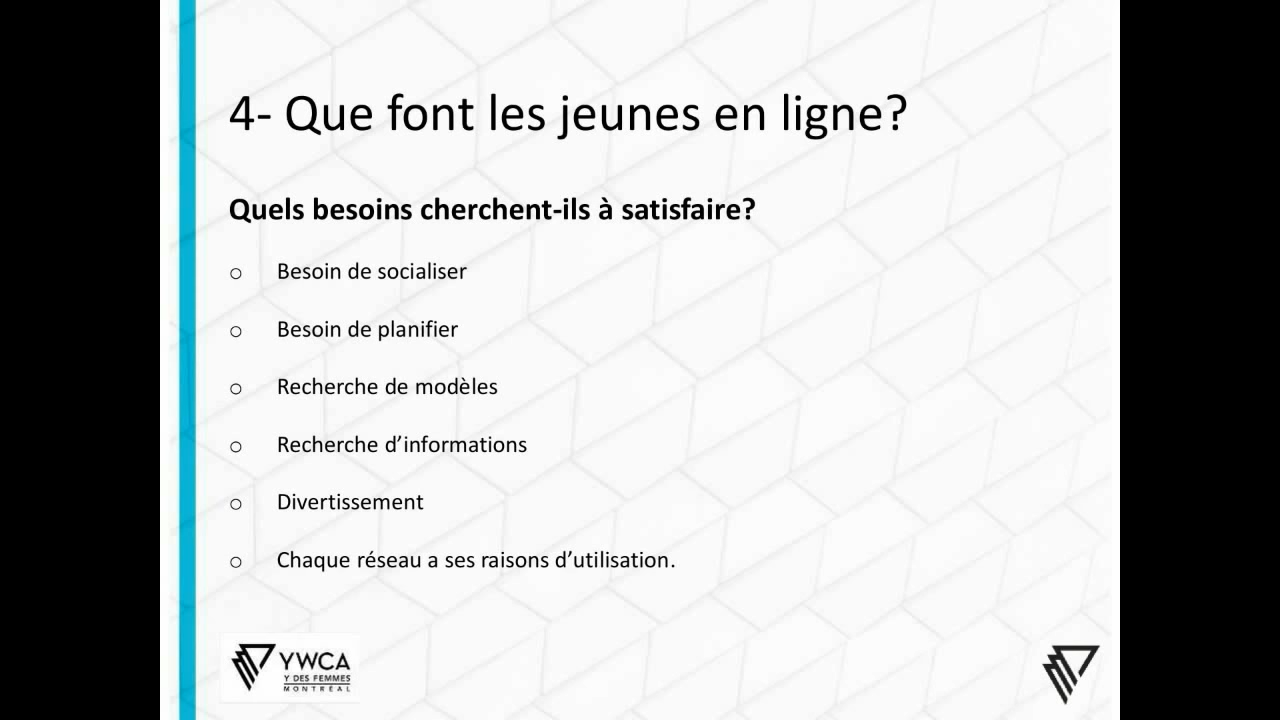 4- Que font les jeunes en ligne?
Quels besoins cherchent-ils à satisfaire?
o Besoin de socialiser
o Besoin de planifier
o Recherche de modèles
o Recherche d’informations
o Divertissement
o Chaque réseau a ses raisons d’utilisation.
YWCA
Y DES FEMMES
MONTRÉAL